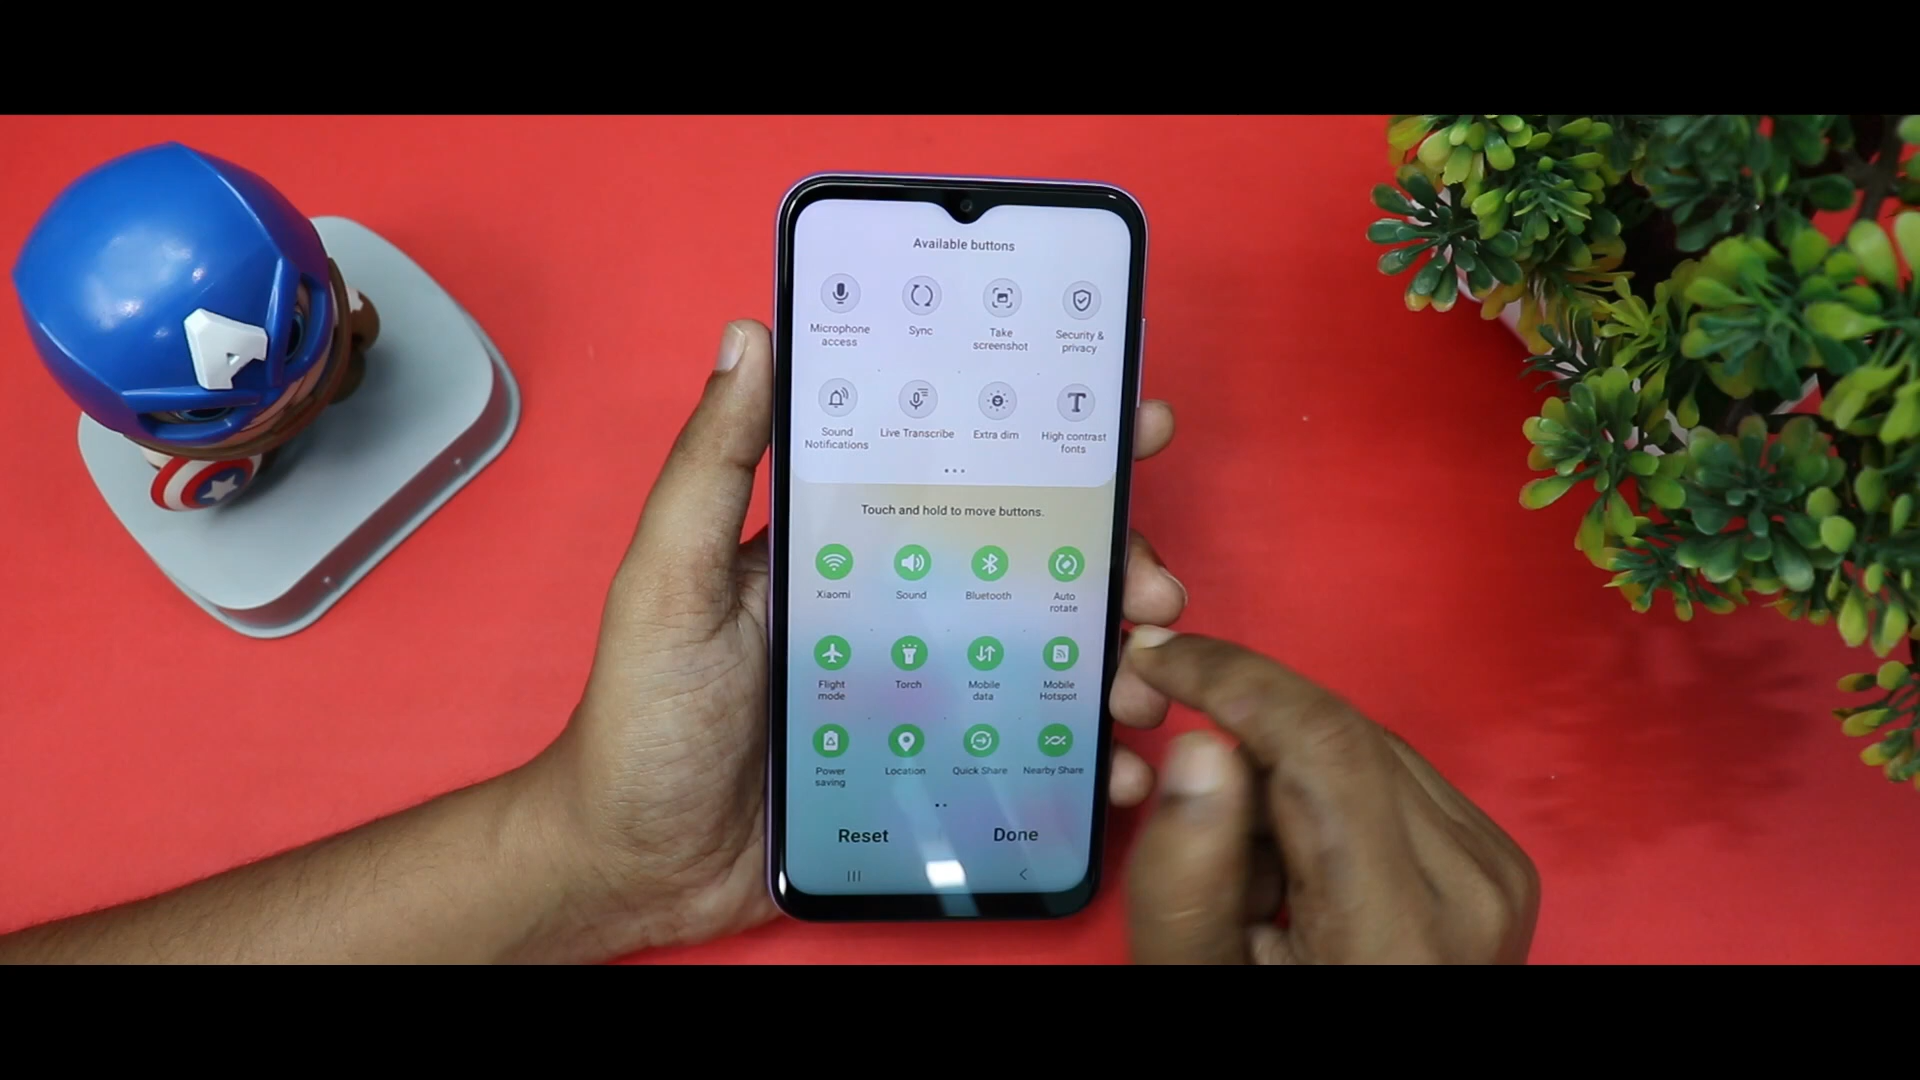 Available buttons
Microphone access
Sync
Take screenshot
Security & privacy
Sound Notifications
Live Transcribe
Extra dim
High contrast fonts
Touch and hold to move buttons.
Xiaomi
Sound
Bluetooth
Auto rotate
Flight mode
Torch
Mobile data
Mobile Hotspot
Power saving
Location
Quick Share
Nearby Share
Reset
Done